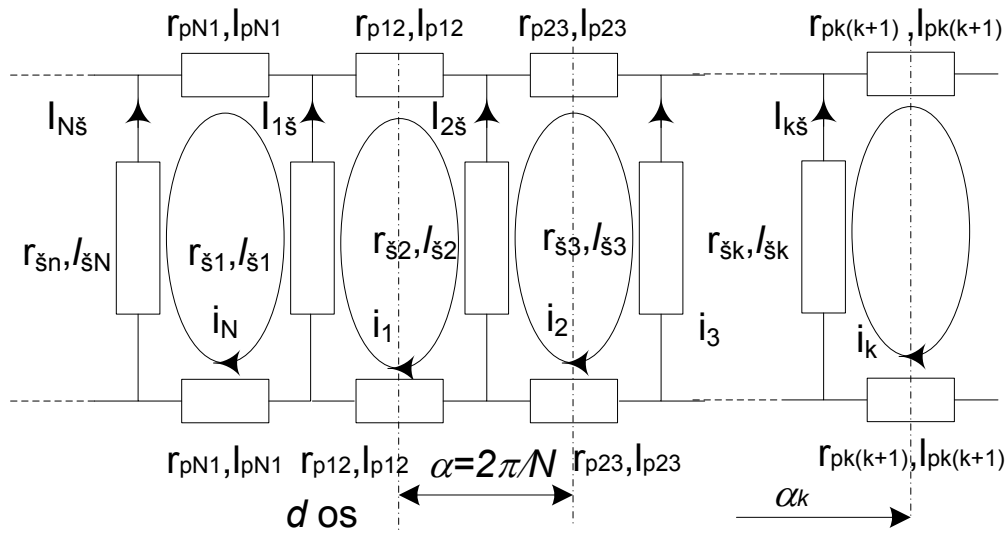 rpN1,lpN1 rp12,lp12 rp23,lp23 rpk(k+1) ,lpk(k+1)
INš I1š I2š Ikš
ršn,lšN rš1,lš1 rš2,lš2 rš3,lš3 ršk,lšk
iN i1 i2 i3 ik
rpN1,lpN1 rp12,lp12 α=2π/N rp23,lp23 rpk(k+1),lpk(k+1)
d os αk